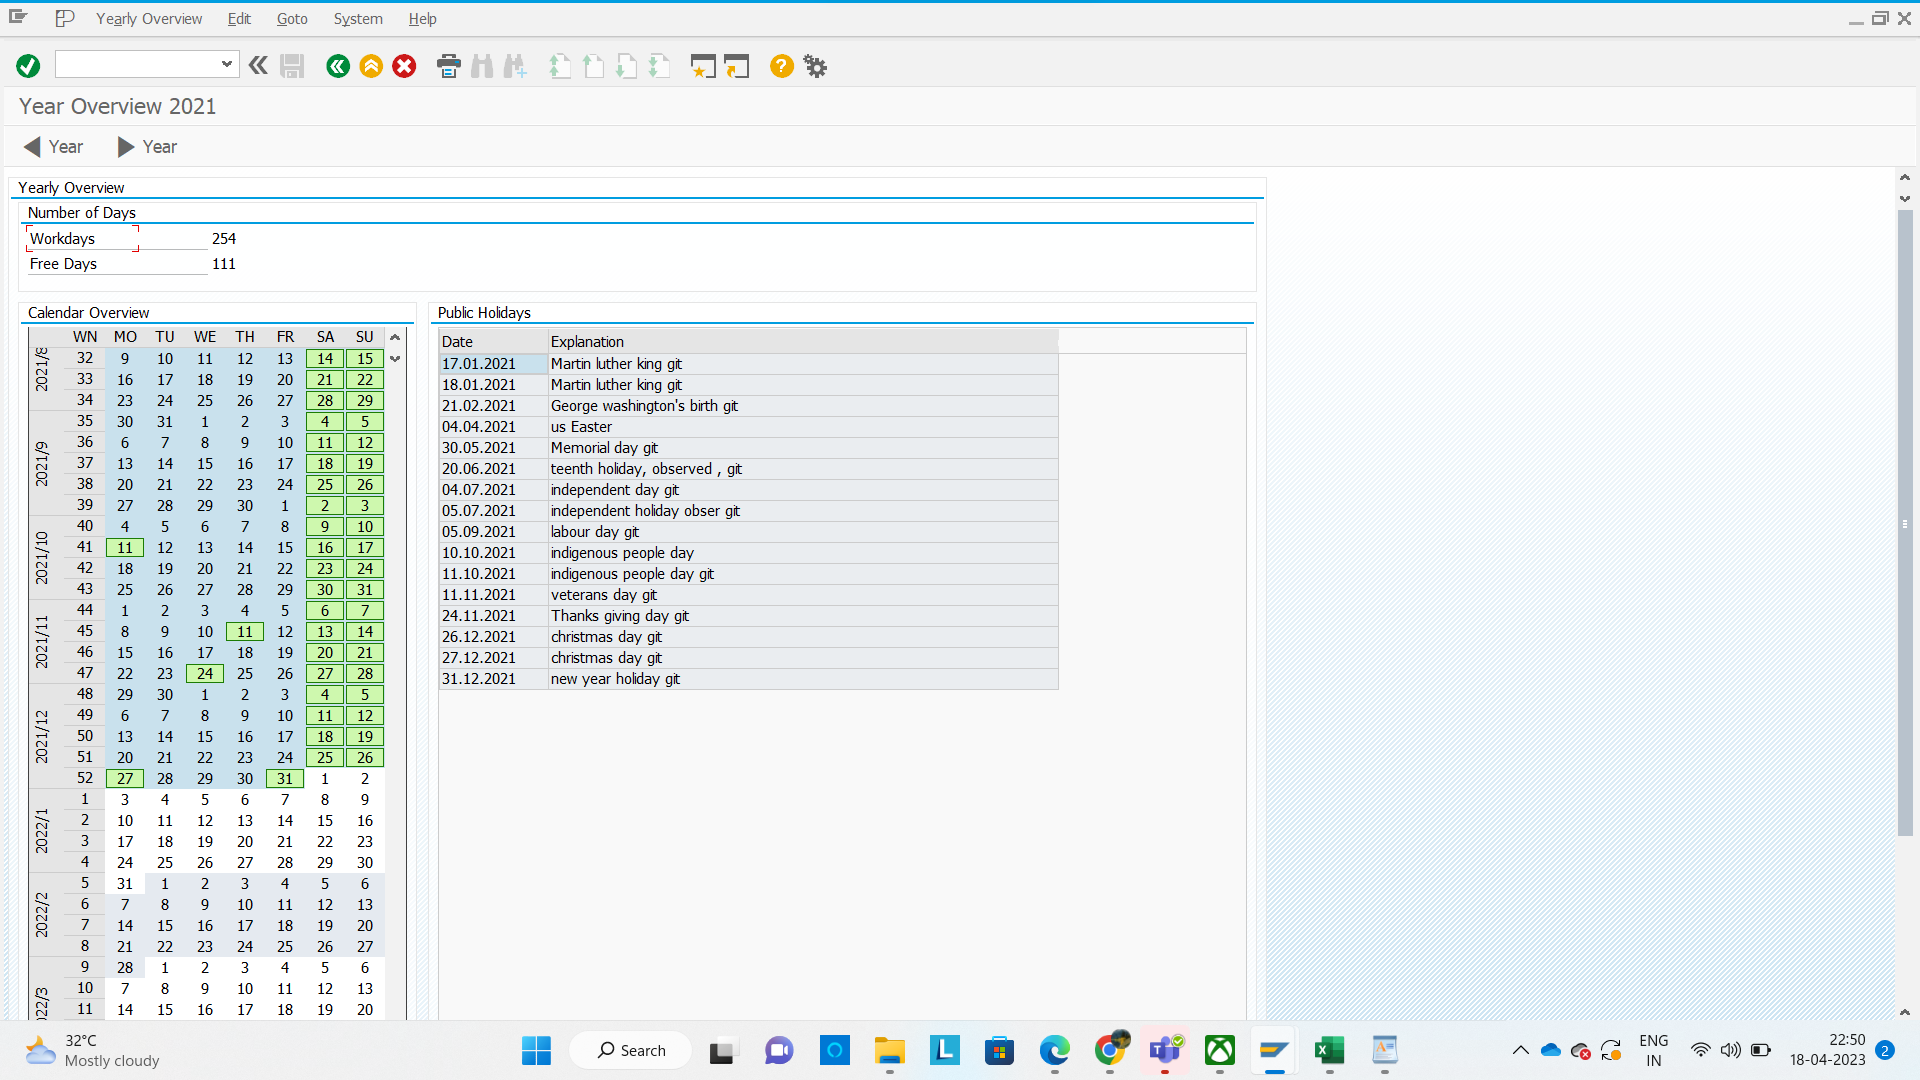 Yearly Overview Edit Goto System Help
Year Overview 2021
Year Year
Yearly Overview
Number of Days
Workdays 254
Free Days 111
Calendar Overview
WN MO TU WE TH FR SA SU
2021/8
32 9 10 11 12 13 14 15
33 16 17 18 19 20 21 22
34 23 24 25 26 27 28 29
2021/9
35 30 31 1 2 3 4 5
36 6 7 8 9 10 11 12
37 13 14 15 16 17 18 19
38 20 21 22 23 24 25 26
39 27 28 29 30 1 2 3
2021/10
40 4 5 6 7 8 9 10
41 11 12 13 14 15 16 17
42 18 19 20 21 22 23 24
43 25 26 27 28 29 30 31
2021/11
44 1 2 3 4 5 6 7
45 8 9 10 11 12 13 14
46 15 16 17 18 19 20 21
47 22 23 24 25 26 27 28
2021/12
48 29 30 1 2 3 4 5
49 6 7 8 9 10 11 12
50 13 14 15 16 17 18 19
51 20 21 22 23 24 25 26
52 27 28 29 30 31 1 2
2022/1
1 3 4 5 6 7 8 9
2 10 11 12 13 14 15 16
3 17 18 19 20 21 22 23
4 24 25 26 27 28 29 30
2022/2
5 31 1 2 3 4 5 6
6 7 8 9 10 11 12 13
7 14 15 16 17 18 19 20
8 21 22 23 24 25 26 27
022/3
9 28 1 2 3 4 5 6
10 7 8 9 10 11 12 13
11 14 15 16 17 18 19 20
Public Holidays
Date Explanation
17.01.2021 Martin luther king git
18.01.2021 Martin luther king git
21.02.2021 George washington's birth git
04.04.2021 us Easter
30.05.2021 Memorial day git
20.06.2021 teenth holiday, observed , git
04.07.2021 independent day git
05.07.2021 independent holiday obser git
05.09.2021 labour day git
10.10.2021 indigenous people day
11.10.2021 indigenous people day git
11.11.2021 veterans day git
24.11.2021 Thanks giving day git
26.12.2021 christmas day git
27.12.2021 christmas day git
31.12.2021 new year holiday git
32°C
Mostly cloudy
Search
ENG
IN
22:50
18-04-2023
2